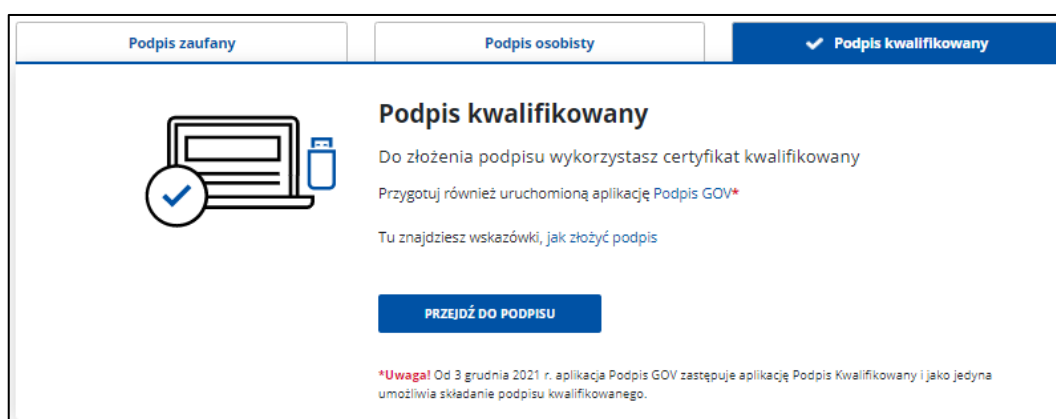 Podpis zaufany
Podpis osobisty
Podpis kwalifikowany
Podpis kwalifikowany
Do złożenia podpisu wykorzystasz certyfikat kwalifikowany
Przygotuj również uruchomioną aplikację Podpis GOV*
Tu znajdziesz wskazówki, jak złożyć podpis
PRZEJDŹ DO PODPISU
*Uwaga! Od 3 grudnia 2021 r. aplikacja Podpis GOV zastępuje aplikację Podpis Kwalifikowany i jako jedyna
umożliwia składanie podpisu kwalifikowanego.